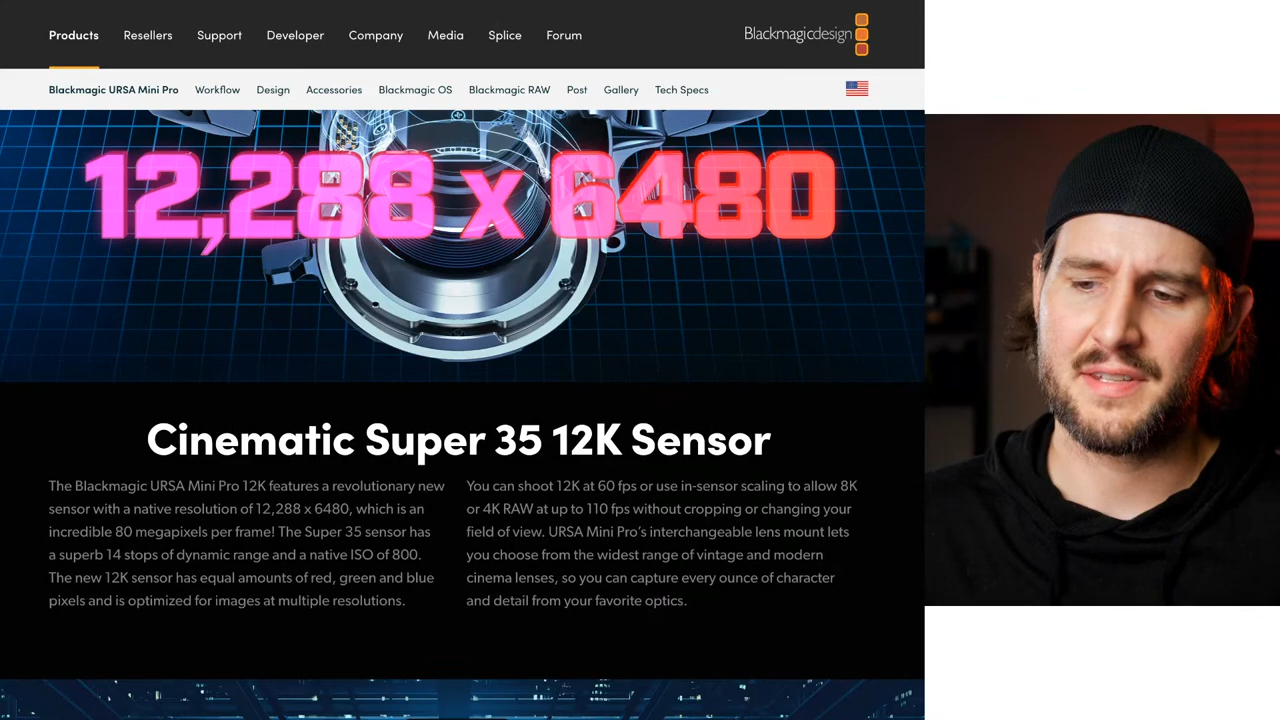 Products Resellers Support Developer Company Media Splice Forum Blackmagicdesign
Blackmagic URSA Mini Pro Workflow Design Accessories Blackmagic OS Blackmagic RAW Post Gallery Tech Specs
12,288 x 6480
Cinematic Super 35 12K Sensor
The Blackmagic URSA Mini Pro 12K features a revolutionary new
sensor with a native resolution of 12,288 x 6480, which is an
incredible 80 megapixels per frame! The Super 35 sensor has
a superb 14 stops of dynamic range and a native ISO of 800.
The new 12K sensor has equal amounts of red, green and blue
pixels and is optimized for images at multiple resolutions.
You can shoot 12K at 60 fps or use in-sensor scaling to allow 8K
or 4K RAW at up to 110 fps without cropping or changing your
field of view. URSA Mini Pro’s interchangeable lens mount lets
you choose from the widest range of vintage and modern
cinema lenses, so you can capture every ounce of character
and detail from your favorite optics.